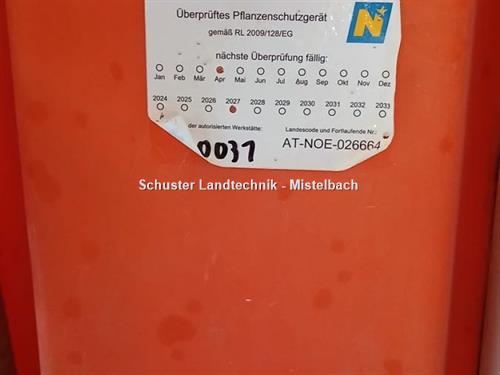 Überprüftes Pflanzenschutzgerät
gemäß RL 2009/128/EG
N
nächste Überprüfung fällig:
Jan Feb Mär Apr Mai Jun Jul Aug Sep Okt Nov Dez
2024 2025 2026 2027 2028 2029 2030 2031 2032 2033
der autorisierten Werkstätte:
Landescode und Fortlaufende Nr.:
0031
AT-NOE-026664
Schuster Landtechnik - Mistelbach